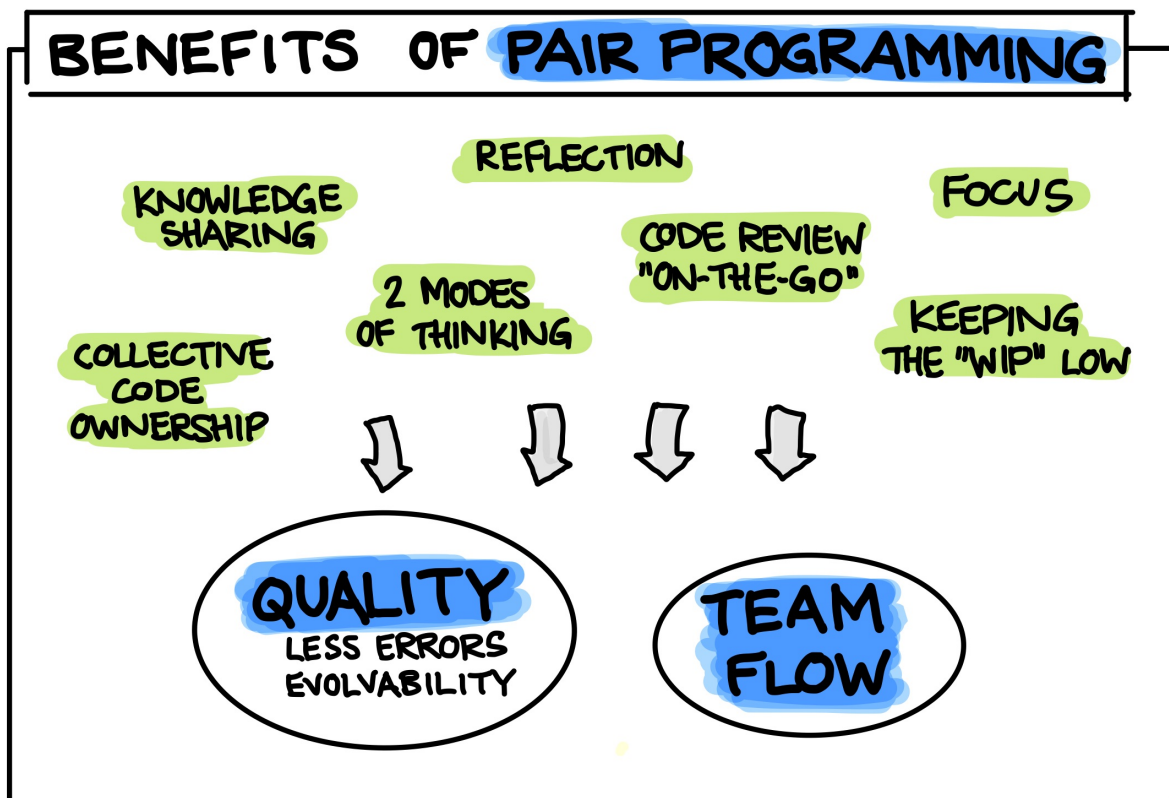 BENEFITS OF PAIR PROGRAMMING
REFLECTION
KNOWLEDGE
SHARING
FOCUS
CODE REVIEW
"ON-THE-GO"
2 MODES
OF THINKING
KEEPING
THE "WIP" LOW
COLLECTIVE
CODE
OWNERSHIP
QUALITY
LESS ERRORS
EVOLVABILITY
TEAM
FLOW